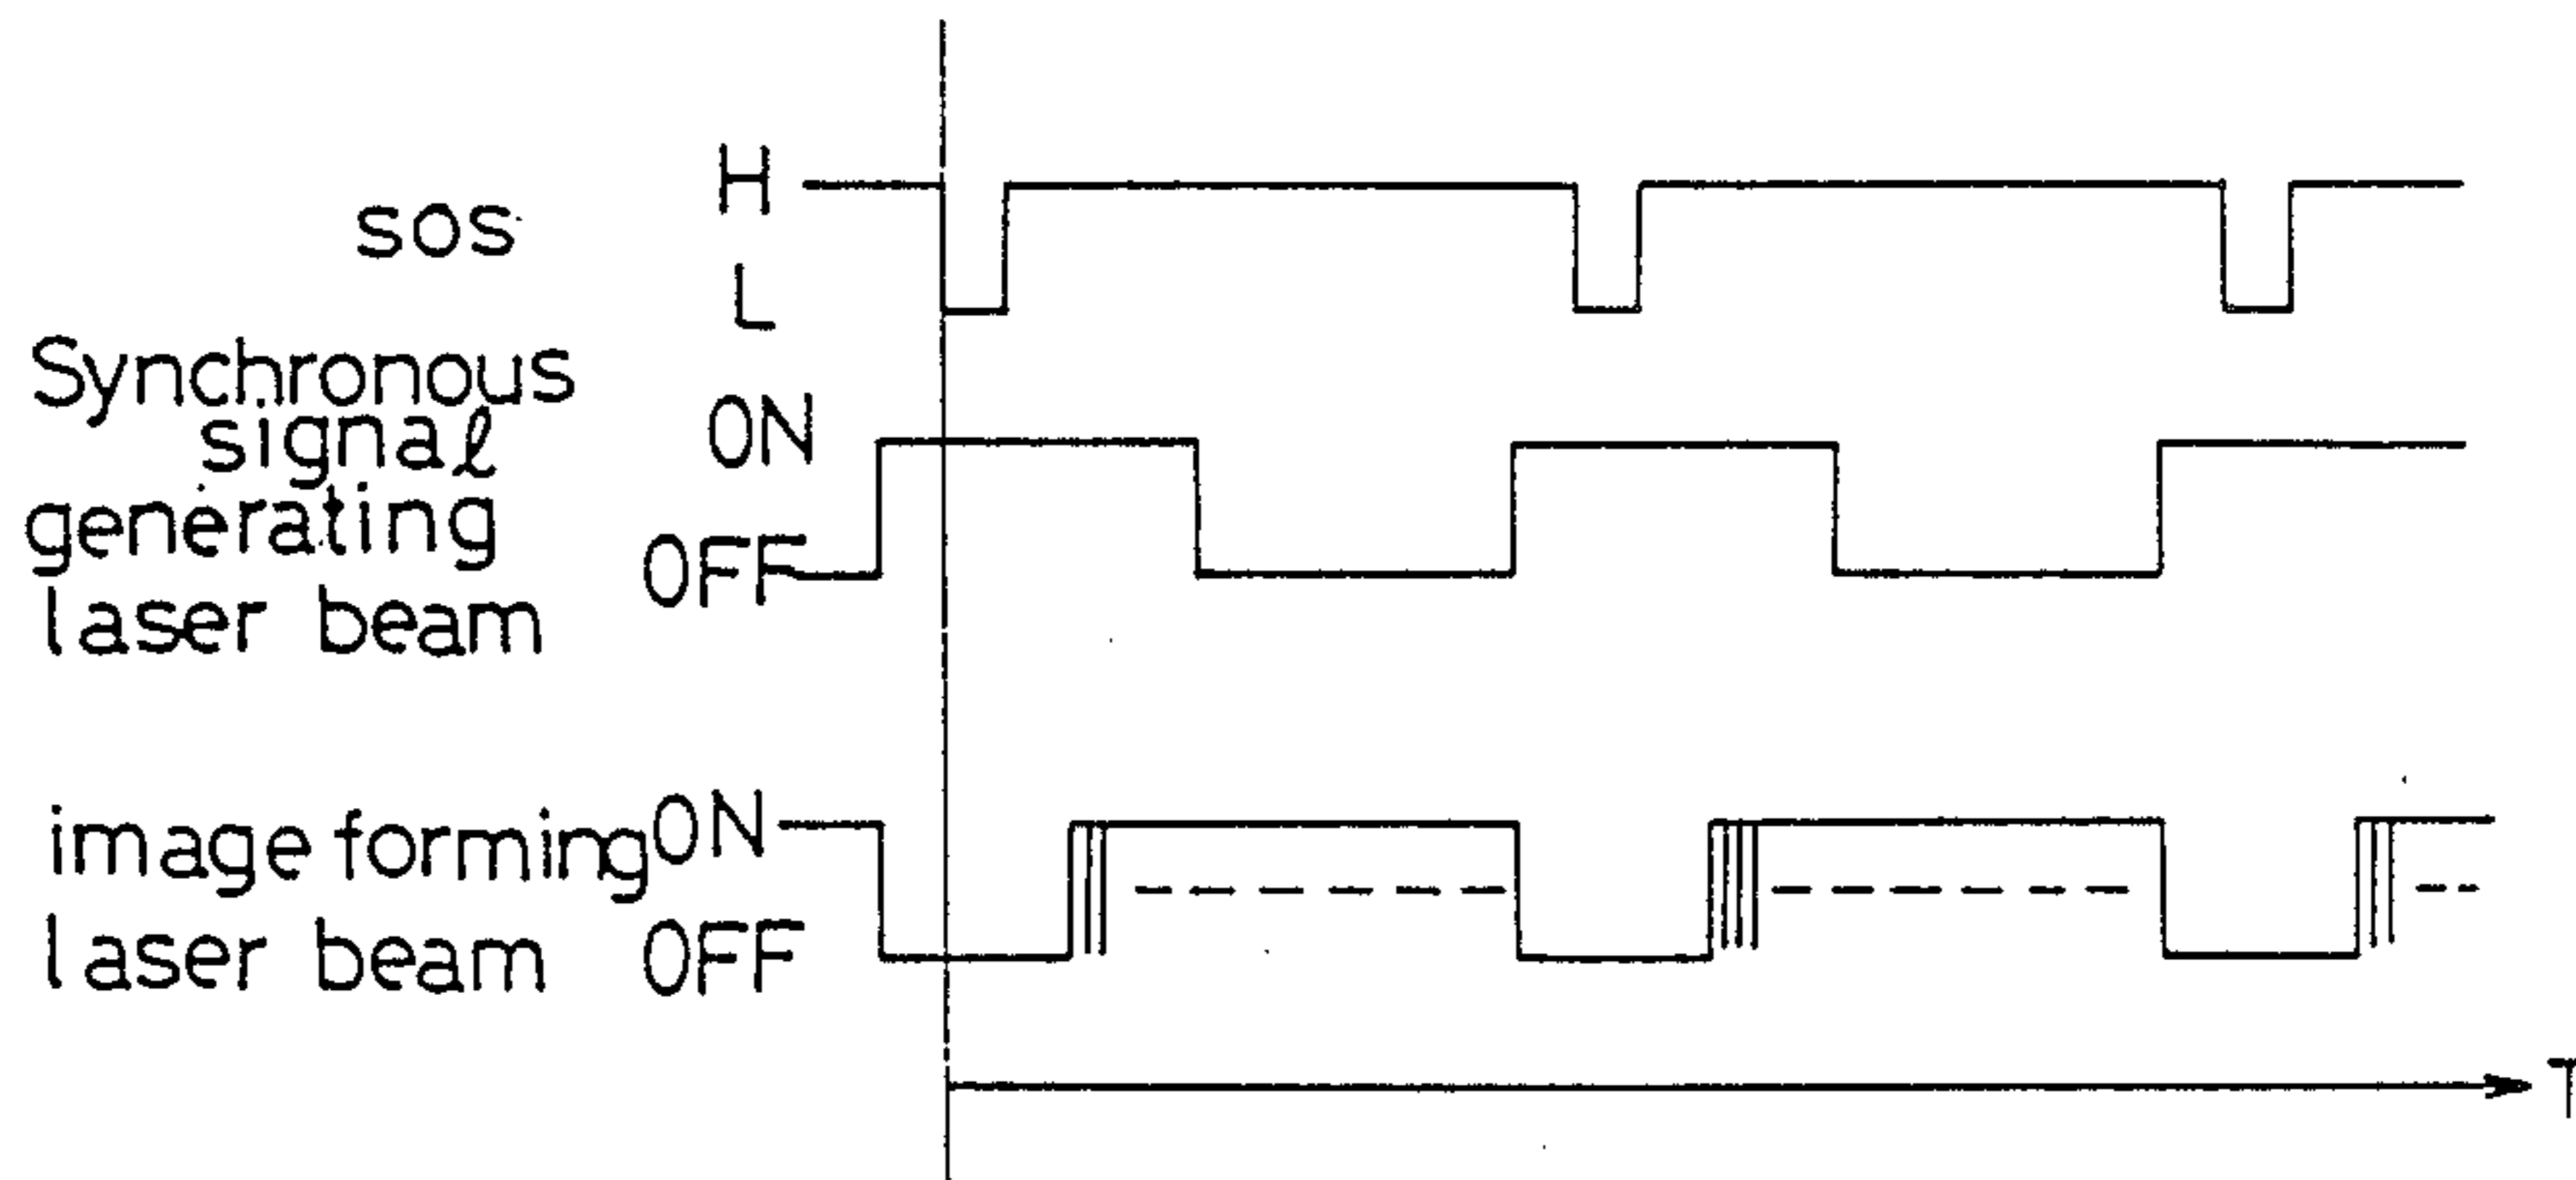 H
SOS
L
Synchronous
signal
ON
generating
OFF
laser beam
image forming
ON
laser beam
OFF
T